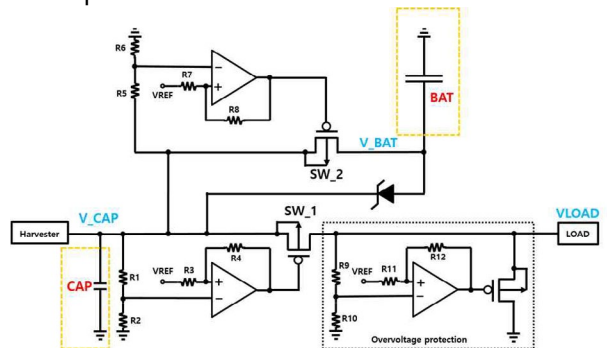 R6
R5
R7
VREF
−
+
R8
BAT
V_BAT
SW_2
V_CAP
SW_1
VLOAD
Harvester
LOAD
CAP
R1
R2
VREF
R3
R4
+
−
R9
R10
VREF
R11
R12
+
−
Overvoltage protection